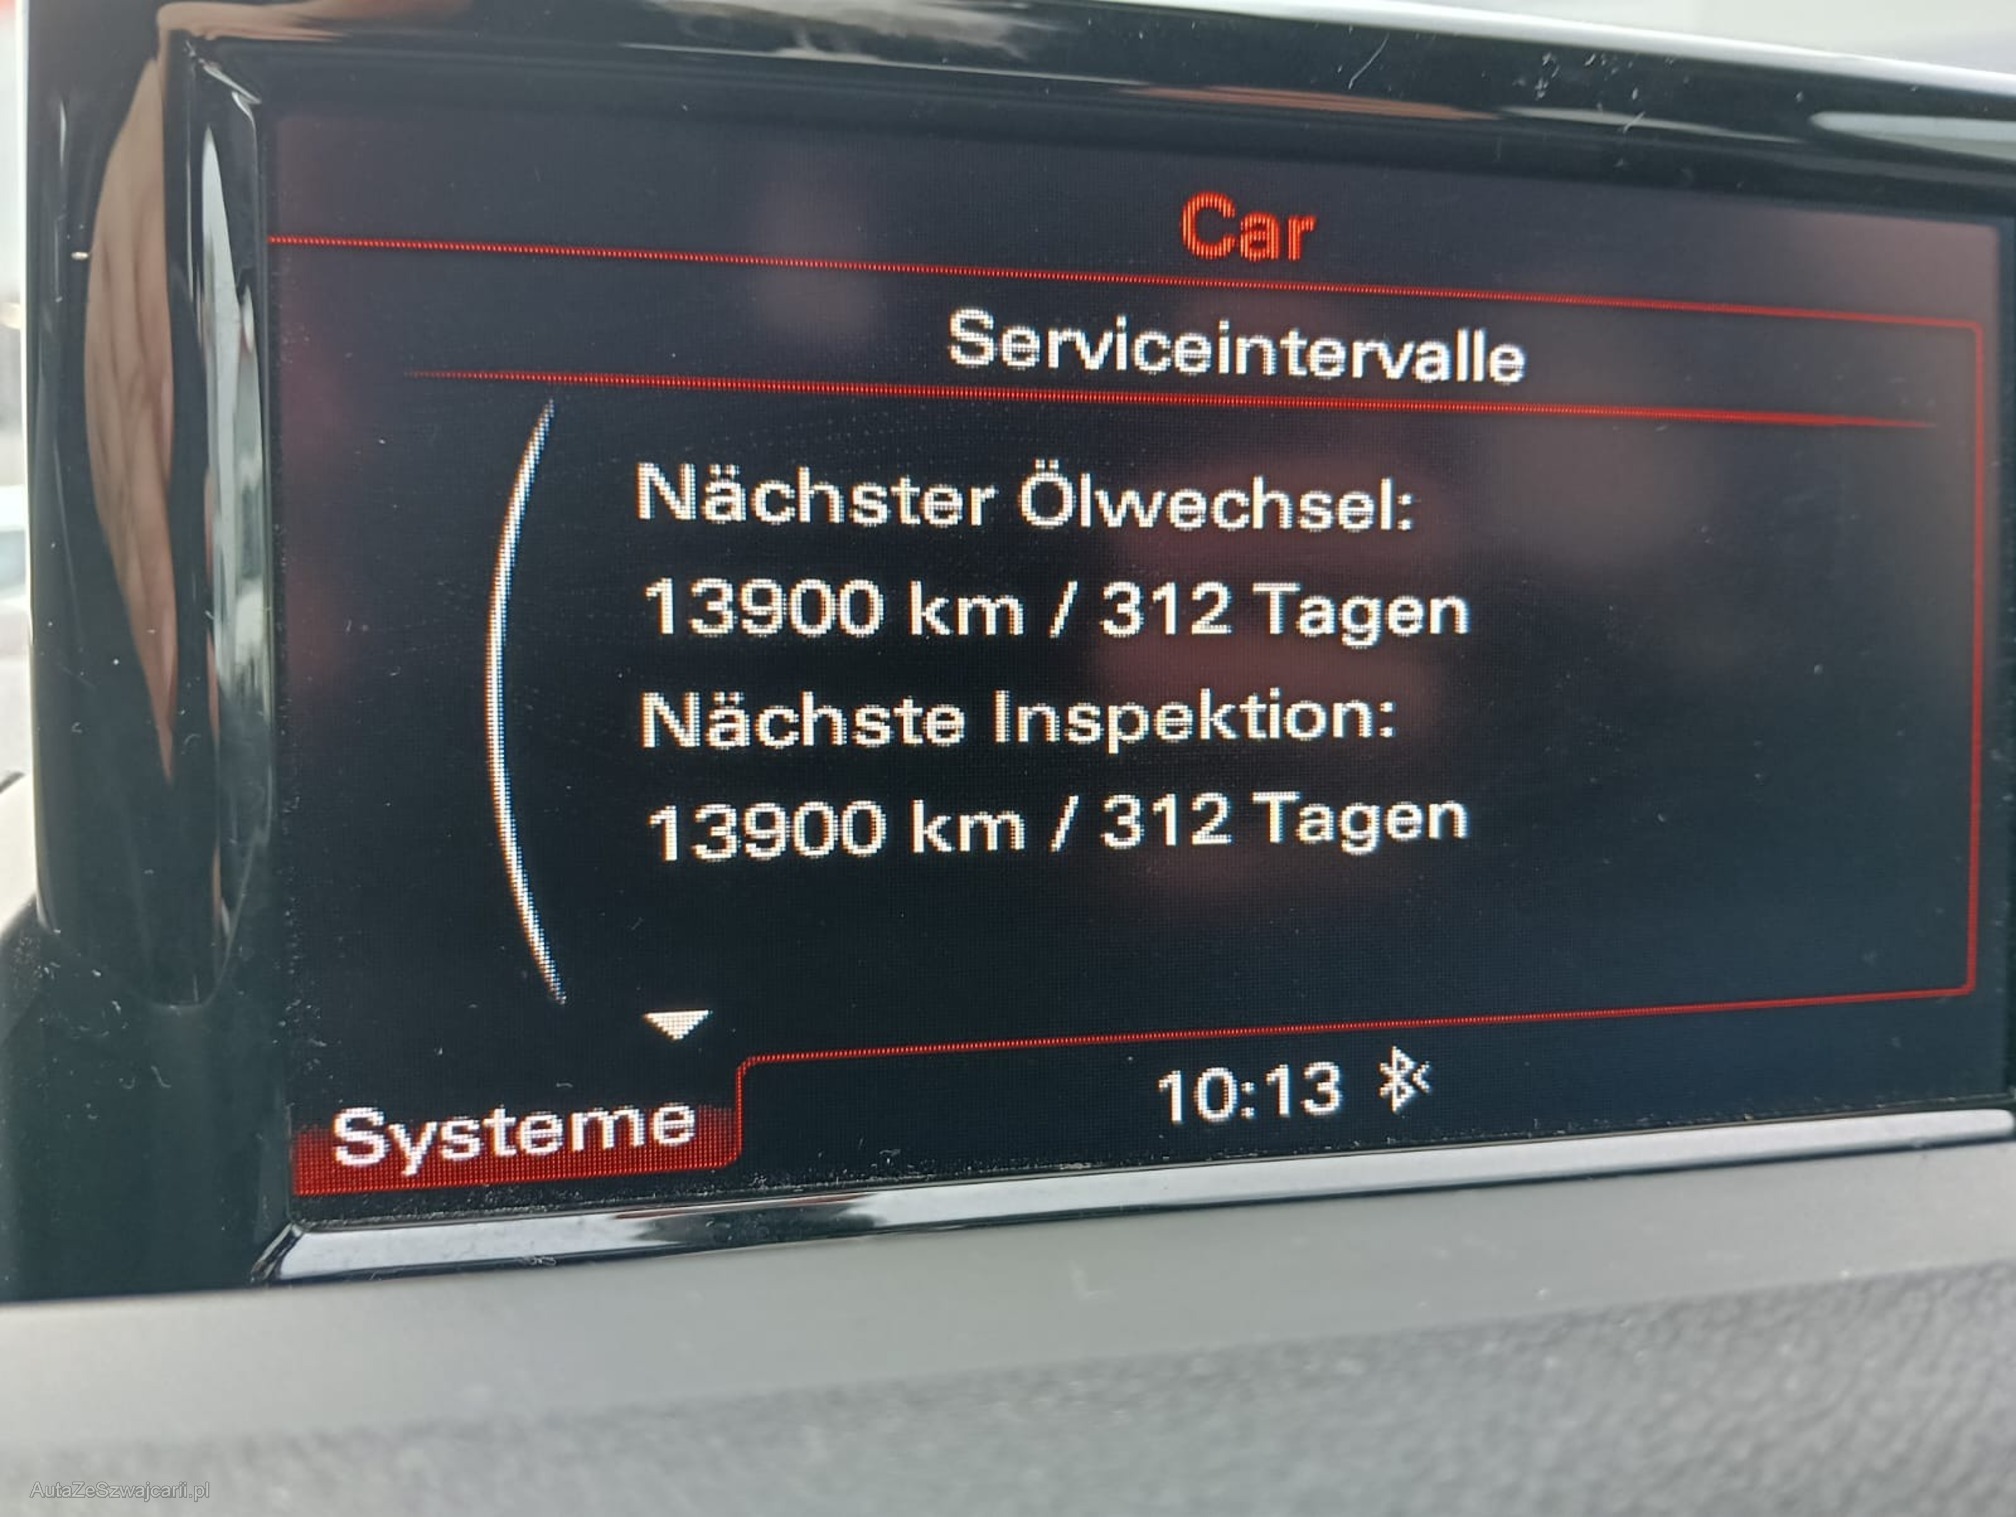 Car
Serviceintervalle
Nächster Ölwechsel:
13900 km / 312 Tagen
Nächste Inspektion:
13900 km / 312 Tagen
Systeme
10:13
AutaZeSzwajcarii.pl